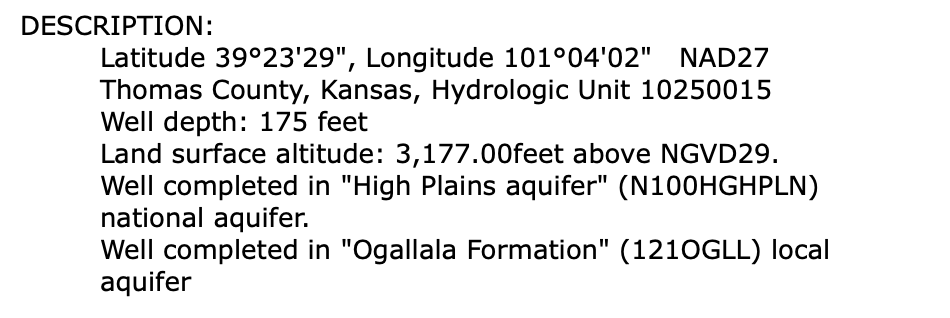 DESCRIPTION:
Latitude 39°23'29", Longitude 101°04'02" NAD27
Thomas County, Kansas, Hydrologic Unit 10250015
Well depth: 175 feet
Land surface altitude: 3,177.00feet above NGVD29.
Well completed in "High Plains aquifer" (N100HGHPLN)
national aquifer.
Well completed in "Ogallala Formation" (121OGLL) local
aquifer